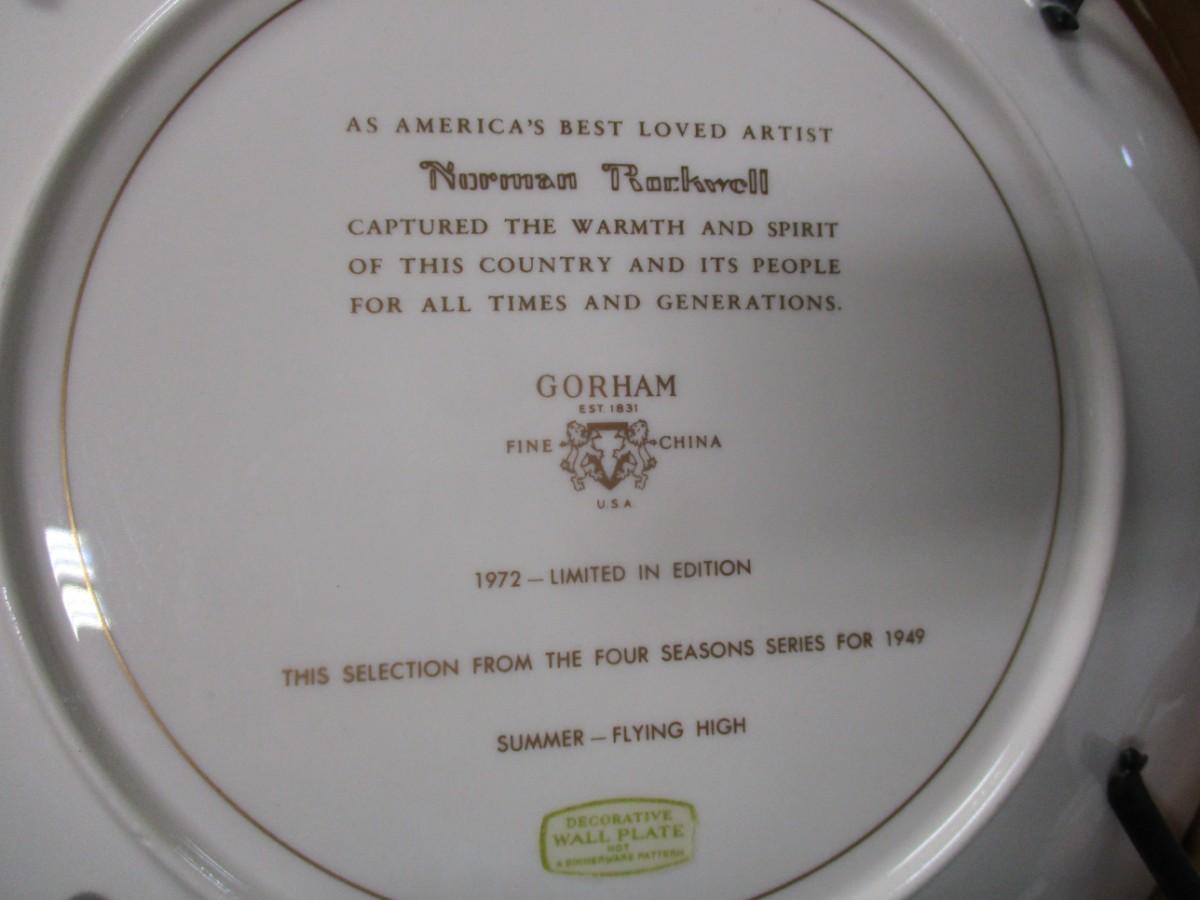 AS AMERICA'S BEST LOVED ARTIST
Norman Rockwell
CAPTURED THE WARMTH AND SPIRIT
OF THIS COUNTRY AND ITS PEOPLE
FOR ALL TIMES AND GENERATIONS.
GORHAM
EST. 1831
FINE CHINA
U.S.A.
1972 — LIMITED IN EDITION
THIS SELECTION FROM THE FOUR SEASONS SERIES FOR 1949
SUMMER — FLYING HIGH
DECORATIVE
WALL PLATE
NOT
A DINNERWARE PATTERN